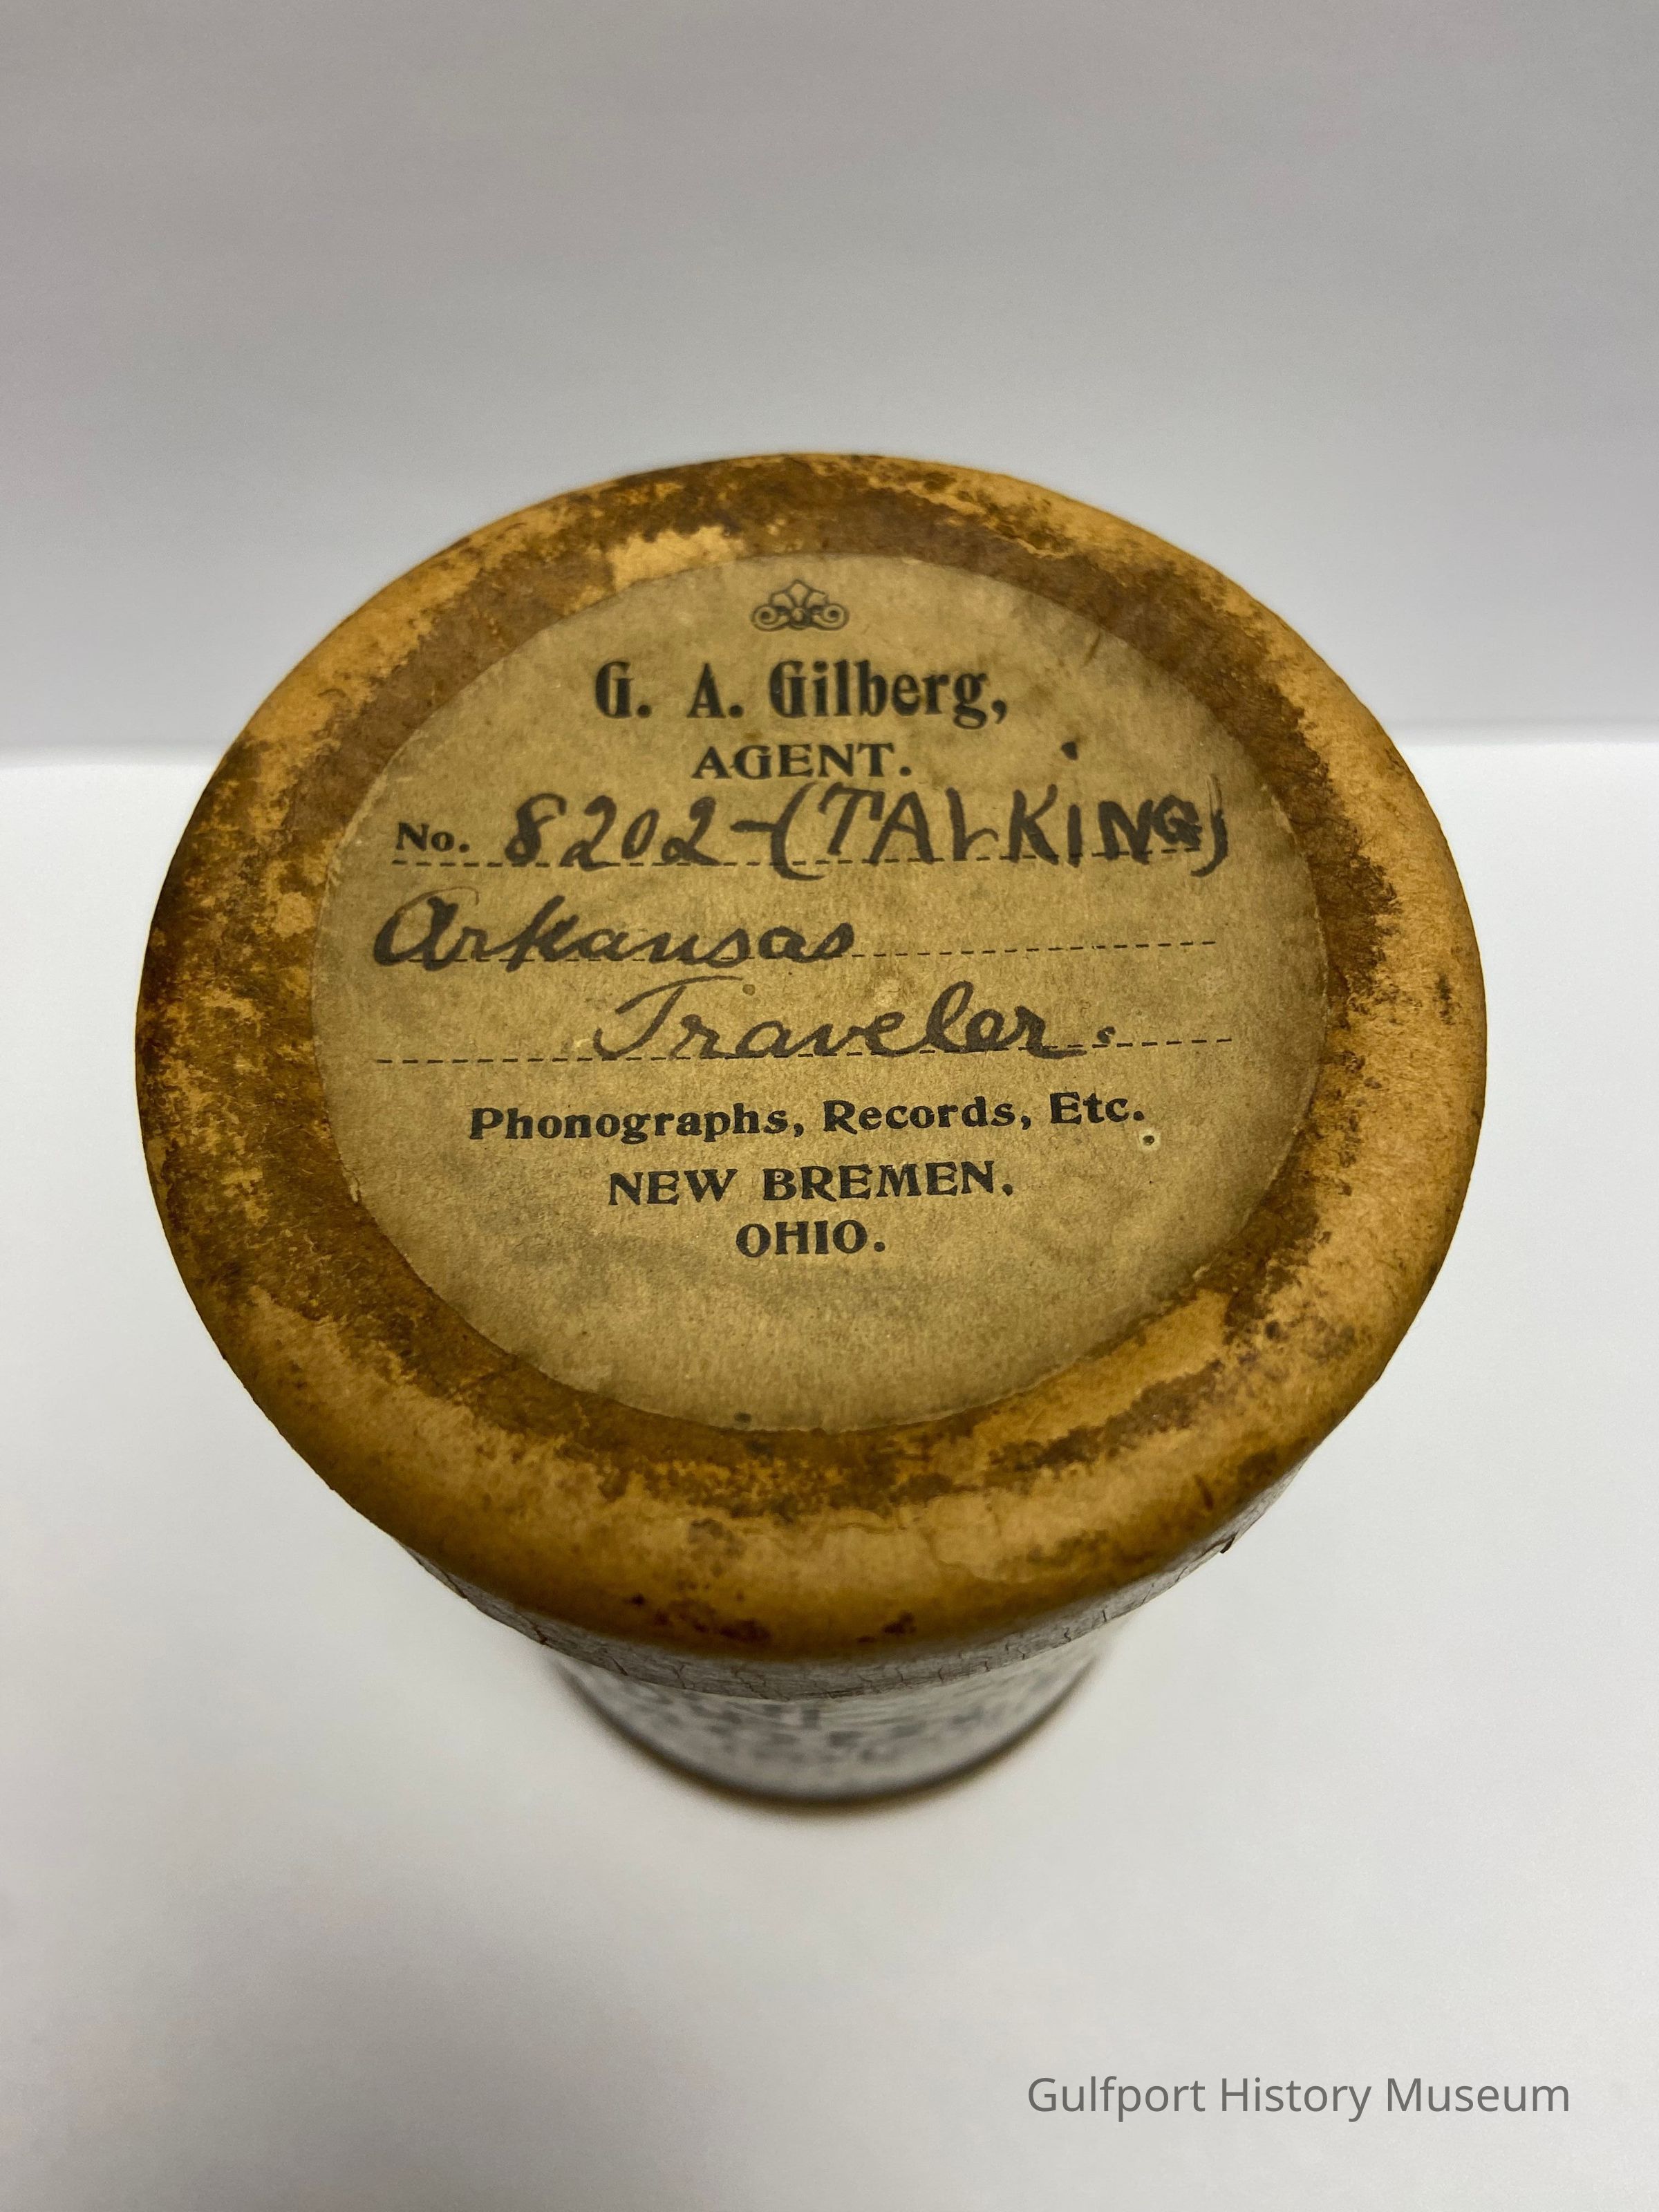 G. A. Gilberg,
AGENT.
No. 8202-(TALKiNG)
Arkansas
Traveler.
Phonographs, Records, Etc.
NEW BREMEN,
OHIO.
Gulfport History Museum